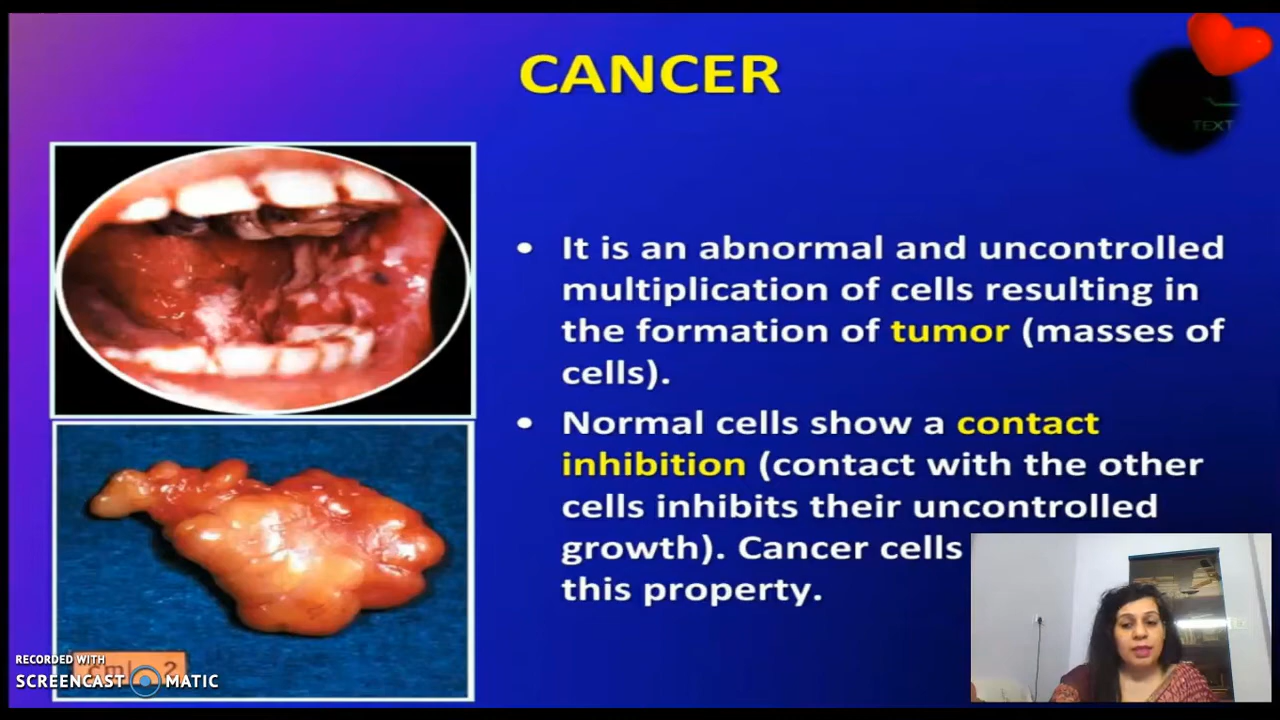 CANCER
TEXT
• It is an abnormal and uncontrolled
multiplication of cells resulting in
the formation of tumor (masses of
cells).
• Normal cells show a contact
inhibition (contact with the other
cells inhibits their uncontrolled
growth). Cancer cells
this property.
cm 2
RECORDED WITH
SCREENCAST MATIC